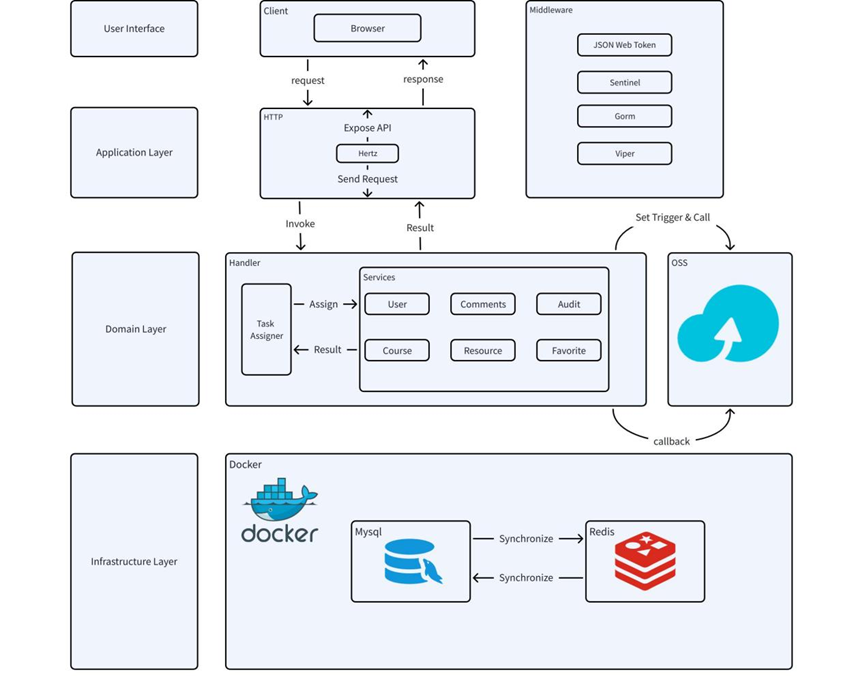 User Interface
Client
Browser
Middleware
JSON Web Token
Sentinel
Gorm
Viper
request
response
Application Layer
HTTP
Expose API
Hertz
Send Request
Invoke
Result
Set Trigger & Call
Domain Layer
Handler
Task
Assigner
Assign
Result
Services
User
Comments
Audit
Course
Resource
Favorite
OSS
callback
Infrastructure Layer
Docker
docker
Mysql
Synchronize
Synchronize
Redis